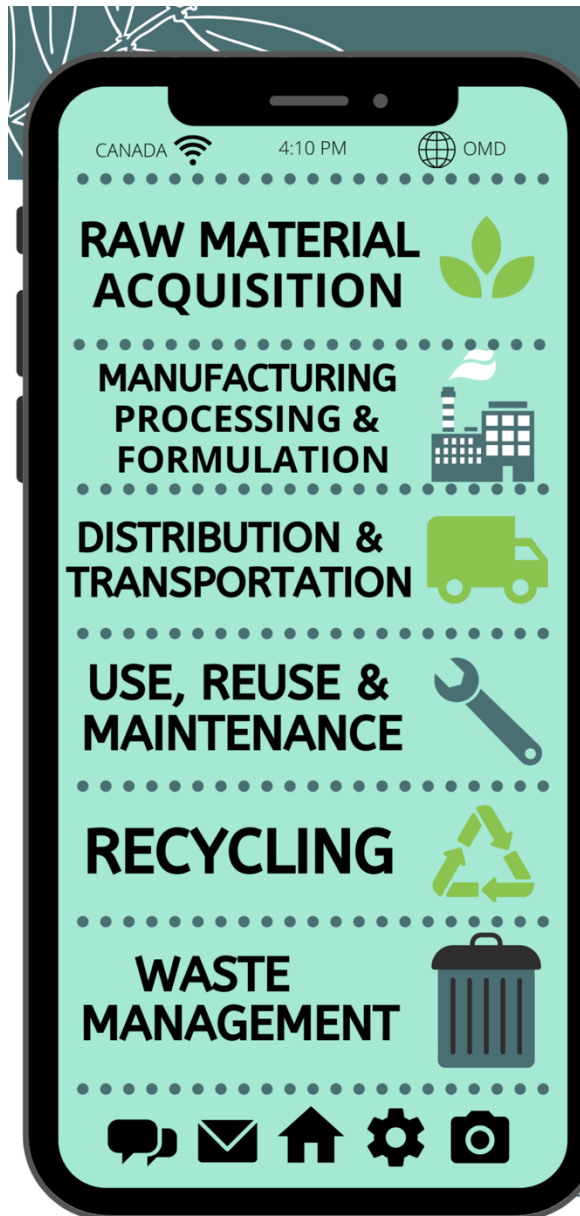 CANADA 4:10 PM OMD
RAW MATERIAL
ACQUISITION
MANUFACTURING
PROCESSING &
FORMULATION
DISTRIBUTION &
TRANSPORTATION
USE, REUSE &
MAINTENANCE
RECYCLING
WASTE
MANAGEMENT